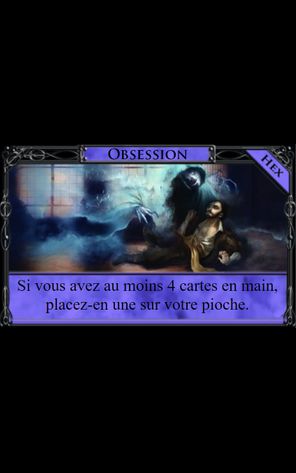 OBSESSION
HEX
Si vous avez au moins 4 cartes en main,
placez-en une sur votre pioche.